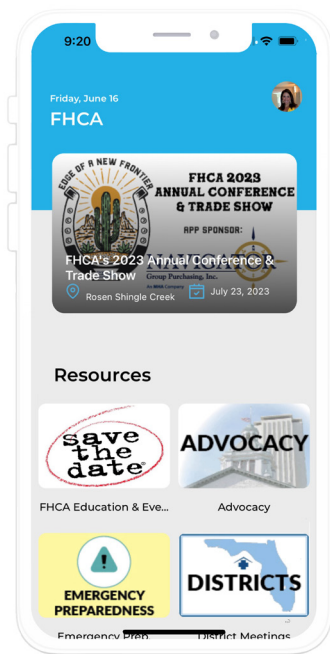 9:20
Friday, June 16
FHCA
EDGE OF A NEW FRONTIER
FHCA 2023
ANNUAL CONFERENCE
& TRADE SHOW
APP SPONSOR:
FHCA's 2023 Annual Conference &
Trade Show
Group Purchasing, Inc.
Rosen Shingle Creek
July 23, 2023
Resources
save
the
date
ADVOCACY
FHCA Education & Eve...
Advocacy
EMERGENCY
PREPAREDNESS
DISTRICTS
Emergency Prep.
District Meetings